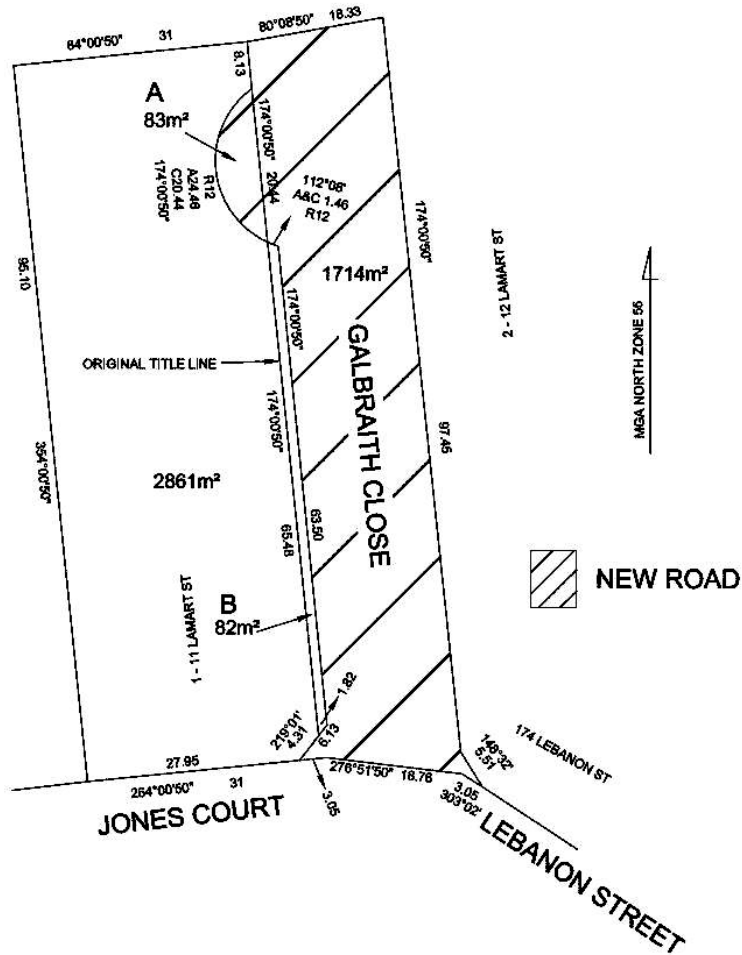 84°00'50" 31
80°08'50" 18.33
8.13
A
83m²
174°00'50" 20.44
R12
A24.46
C20.44
174°00'50"
112°08'
A&C 1.46
R12
174°00'50"
2 - 12 LAMART ST
95.10
1714m²
174°00'50"
MGA NORTH ZONE 55
ORIGINAL TITLE LINE
GALBRAITH CLOSE
174°00'50"
97.45
354°00'50"
2861m²
63.50
65.48
NEW ROAD
1 - 11 LAMART ST
B
82m²
1.82
219°01'
4.31
6.13
174 LEBANON ST
148°32'
5.51
27.95
264°00'50" 31
276°51'50" 16.76
3.05
303°02'
3.05
JONES COURT
LEBANON STREET